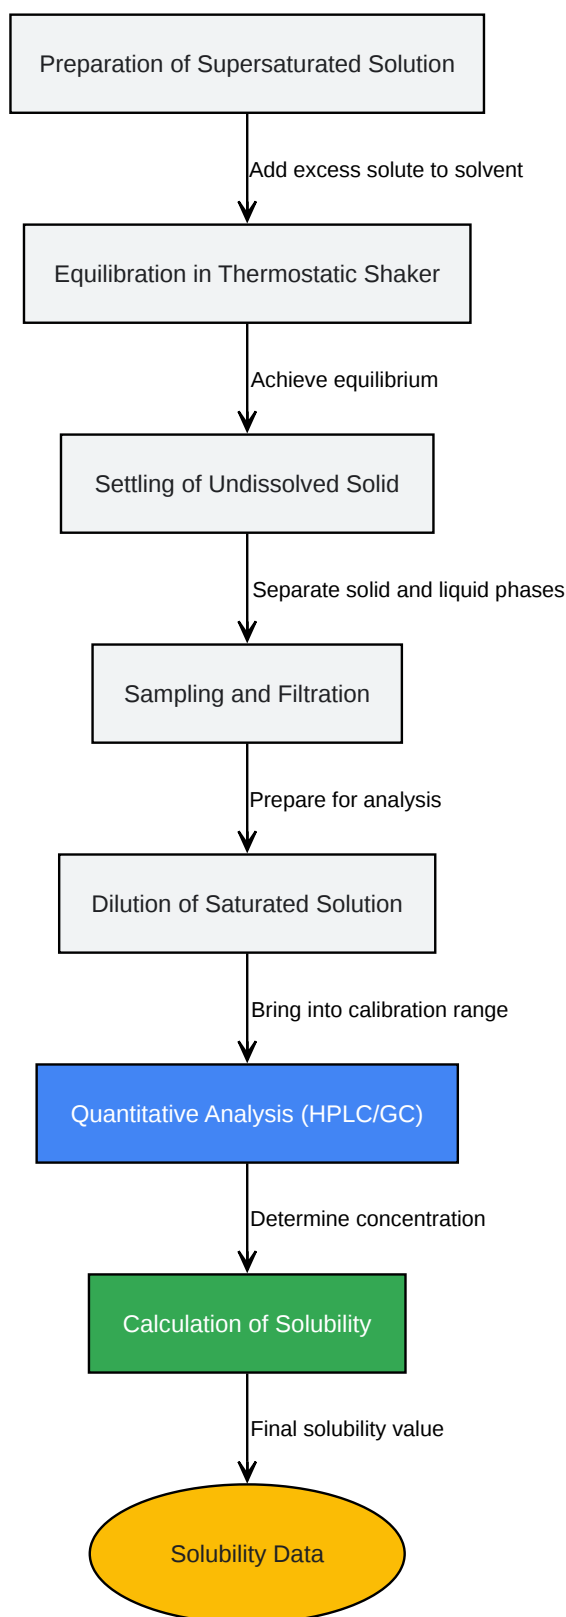 Preparation of Supersaturated Solution
Add excess solute to solvent
Equilibration in Thermostatic Shaker
Achieve equilibrium
Settling of Undissolved Solid
Separate solid and liquid phases
Sampling and Filtration
Prepare for analysis
Dilution of Saturated Solution
Bring into calibration range
Quantitative Analysis (HPLC/GC)
Determine concentration
Calculation of Solubility
Final solubility value
Solubility Data